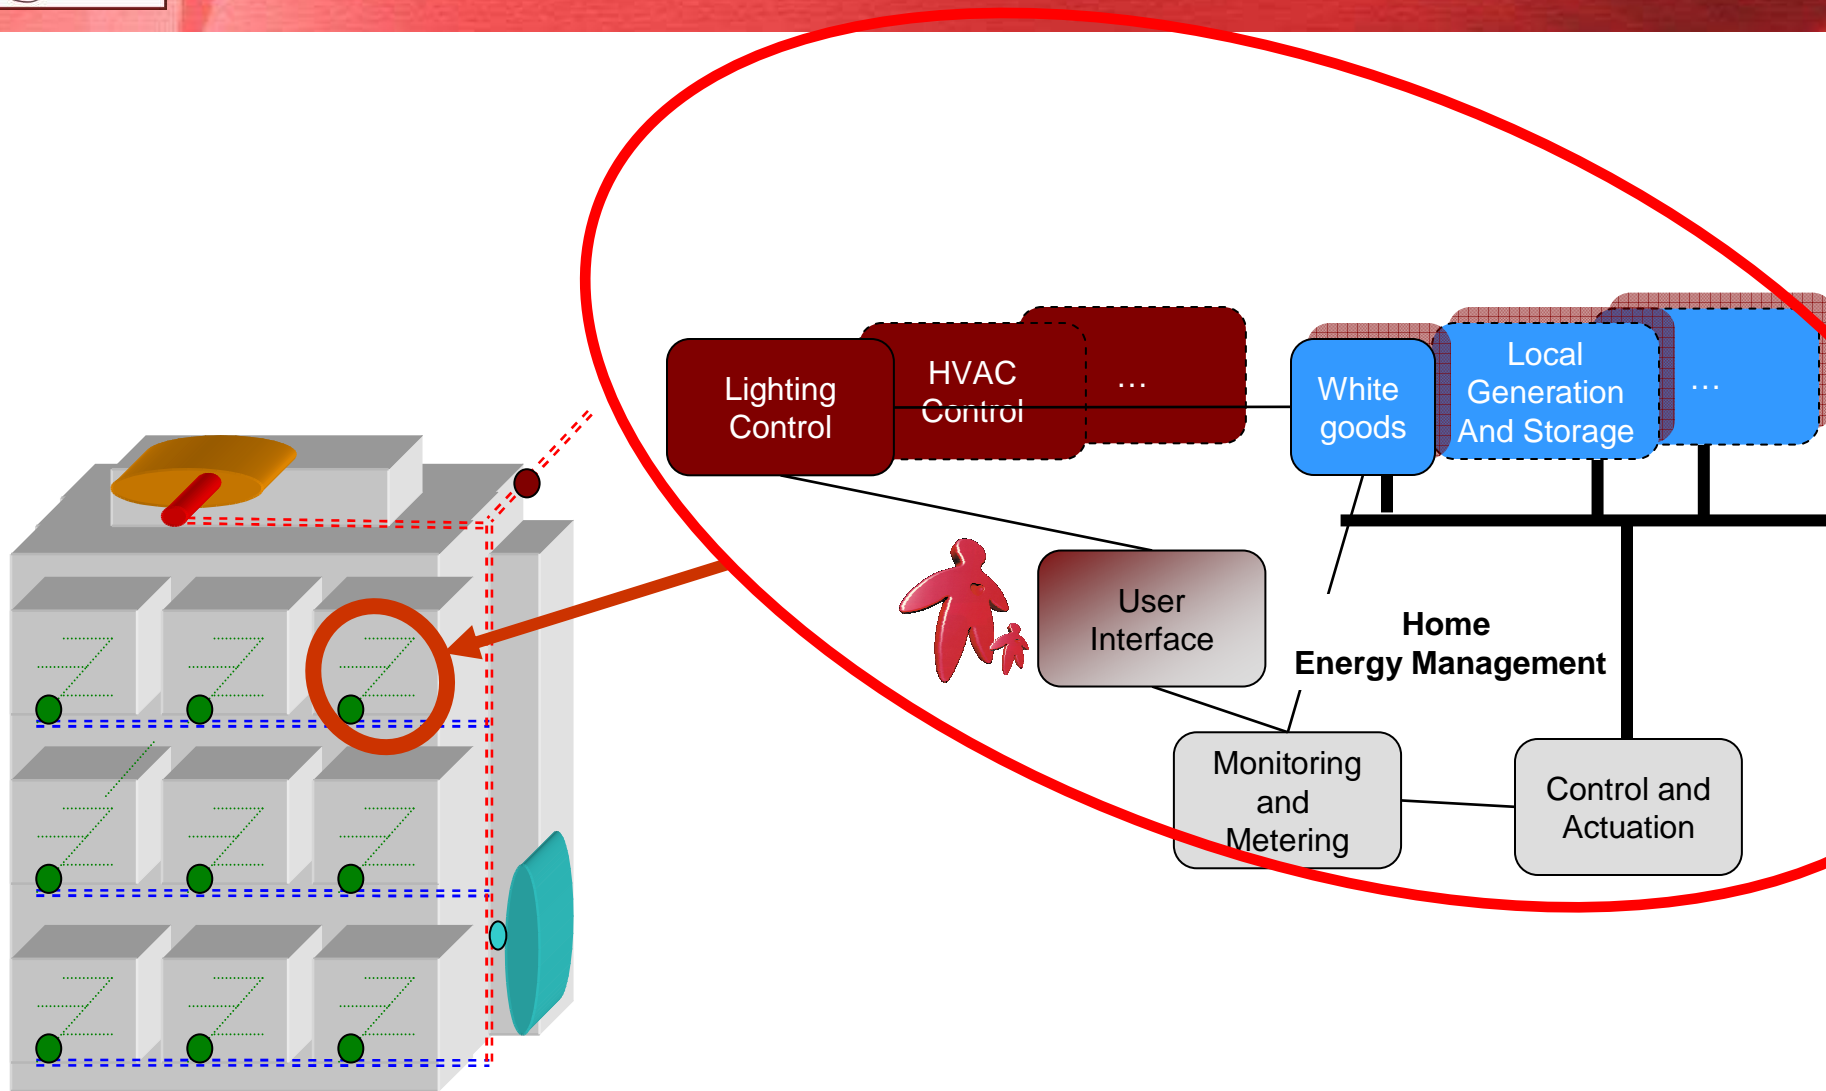 Lighting
Control
HVAC
Control
…
White
goods
Local
Generation
And Storage
…
User
Interface
Home
Energy Management
Monitoring
and
Metering
Control and
Actuation